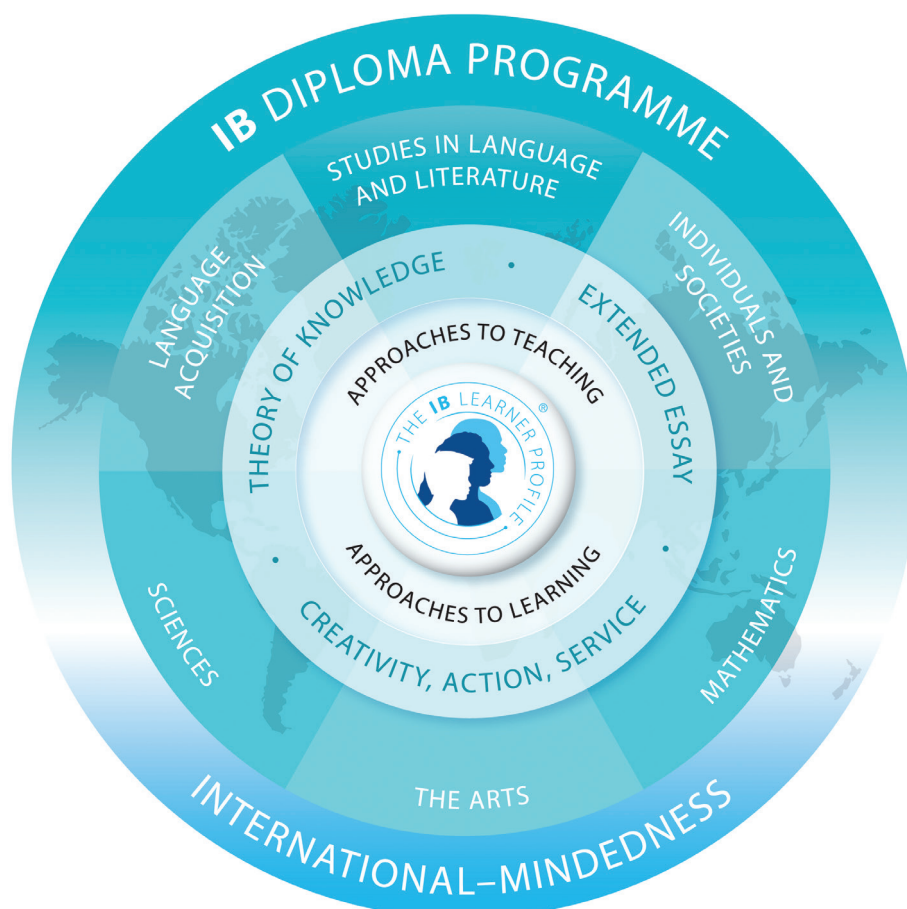 IB DIPLOMA PROGRAMME
STUDIES IN LANGUAGE
AND LITERATURE
LANGUAGE
ACQUISITION
INDIVIDUALS AND
SOCIETIES
THEORY OF KNOWLEDGE
EXTENDED ESSAY
APPROACHES TO TEACHING
THE IB LEARNER PROFILE
®
APPROACHES TO LEARNING
CREATIVITY, ACTION, SERVICE
SCIENCES
MATHEMATICS
THE ARTS
INTERNATIONAL–MINDEDNESS